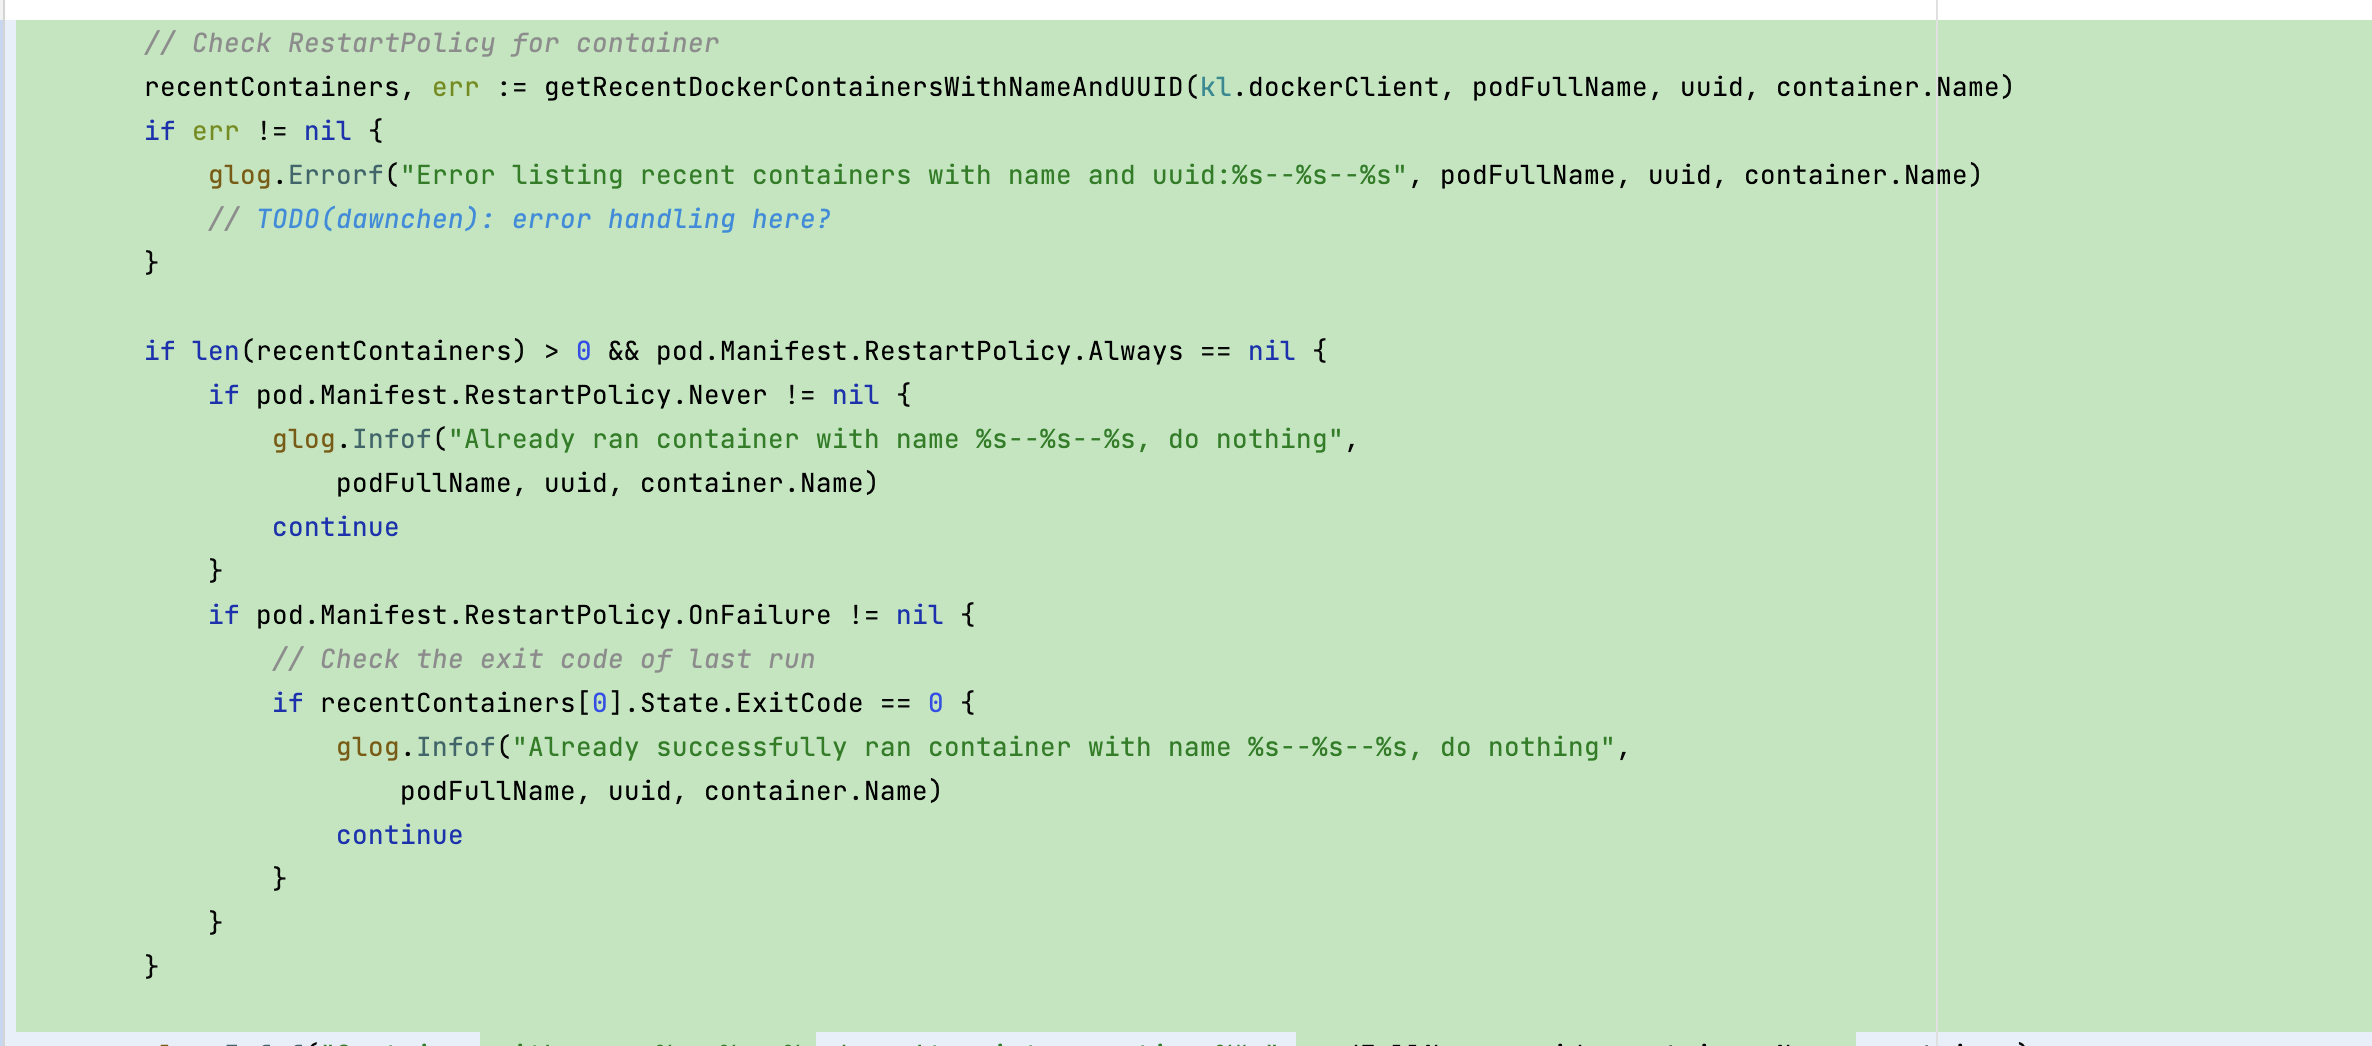 // Check RestartPolicy for container
recentContainers, err := getRecentDockerContainersWithNameAndUUID(kl.dockerClient, podFullName, uuid, container.Name)
if err != nil {
glog.Errorf("Error listing recent containers with name and uuid:%s--%s--%s", podFullName, uuid, container.Name)
// TODO(dawnchen): error handling here?
}
if len(recentContainers) > 0 && pod.Manifest.RestartPolicy.Always == nil {
if pod.Manifest.RestartPolicy.Never != nil {
glog.Infof("Already ran container with name %s--%s--%s, do nothing",
podFullName, uuid, container.Name)
continue
}
if pod.Manifest.RestartPolicy.OnFailure != nil {
// Check the exit code of last run
if recentContainers[0].State.ExitCode == 0 {
glog.Infof("Already successfully ran container with name %s--%s--%s, do nothing",
podFullName, uuid, container.Name)
continue
}
}
}